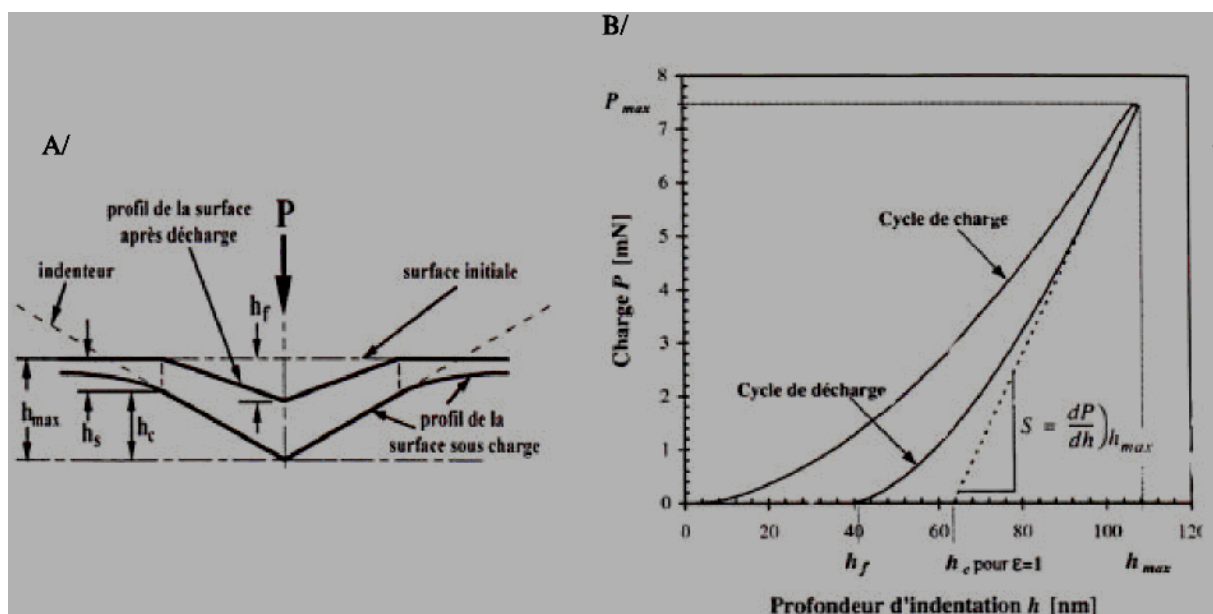 A/
P
profil de la surface
après décharge
indenteur
surface initiale
h_f
h_max
h_s
h_c
profil de la
surface sous charge
B/
8
P_max
7
6
5
4
3
2
1
0
Charge P [mN]
Cycle de charge
Cycle de décharge
S = dP/dh)h_max
0 20 40 60 80 100 120
h_f h_c pour ε=1 h_max
Profondeur d'indentation h [nm]